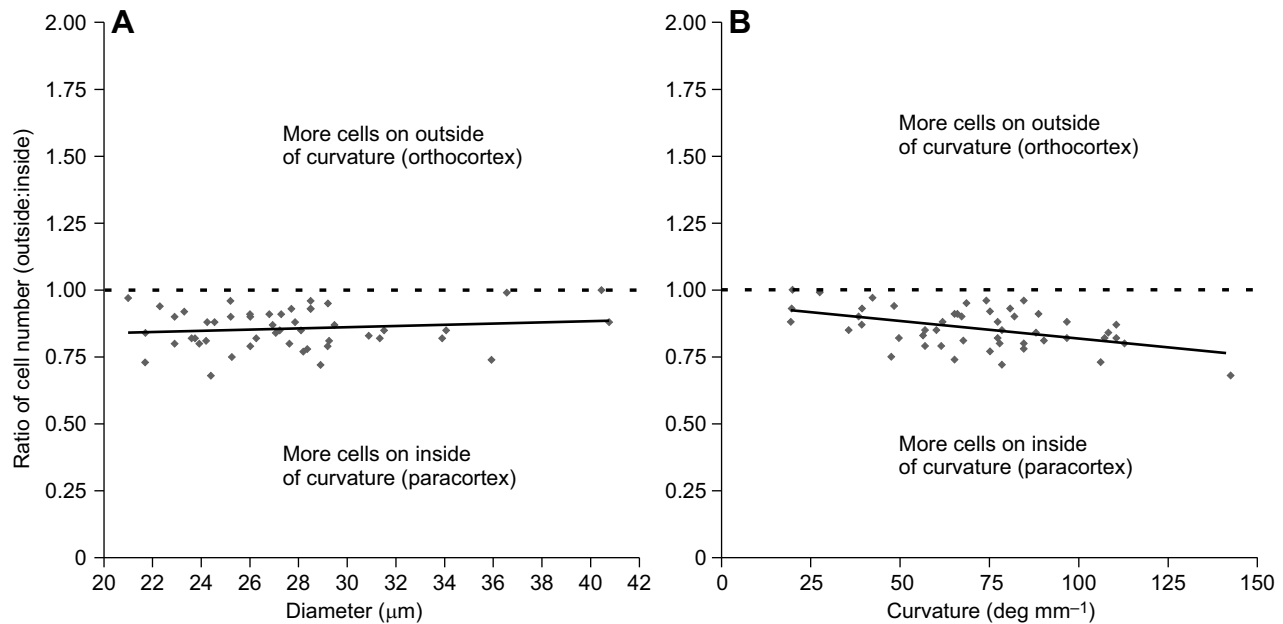 A
Ratio of cell number (outside:inside)
2.00
1.75
1.50
1.25
1.00
0.75
0.50
0.25
0
More cells on outside
of curvature (orthocortex)
More cells on inside
of curvature (paracortex)
20 22 24 26 28 30 32 34 36 38 40 42
Diameter (μm)
B
2.00
1.75
1.50
1.25
1.00
0.75
0.50
0.25
0
More cells on outside
of curvature (orthocortex)
More cells on inside
of curvature (paracortex)
0 25 50 75 100 125 150
Curvature (deg mm⁻¹)